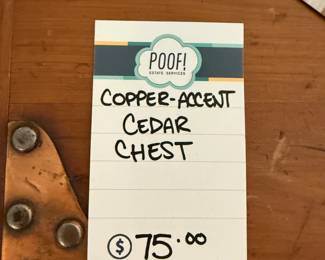 POOF!
ESTATE SERVICES
COPPER-ACCENT
CEDAR
CHEST
$ 75.00